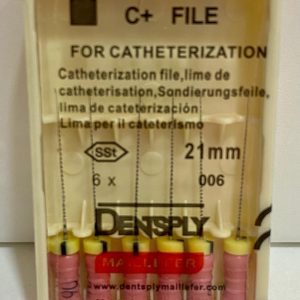 C+ FILE
FOR CATHETERIZATION
Catheterization file,lime de
catheterisation,Sondierungsfeile,
lima de cateterización
Lima per il cateterismo
SSt 21mm
6 x 006
DENTSPLY
MAILLEFER
www.dentsplymaillefer.com